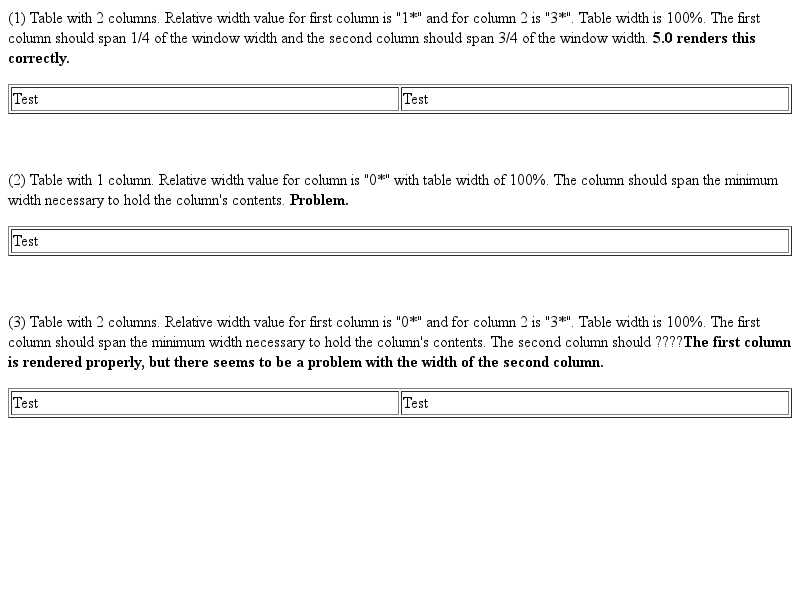 (1) Table with 2 columns. Relative width value for first column is "1*" and for column 2 is "3*". Table width is 100%. The first
column should span 1/4 of the window width and the second column should span 3/4 of the window width. 5.0 renders this
correctly.
Test Test
(2) Table with 1 column. Relative width value for column is "0*" with table width of 100%. The column should span the minimum
width necessary to hold the column's contents. Problem.
Test
(3) Table with 2 columns. Relative width value for first column is "0*" and for column 2 is "3*". Table width is 100%. The first
column should span the minimum width necessary to hold the column's contents. The second column should ????The first column
is rendered properly, but there seems to be a problem with the width of the second column.
Test Test